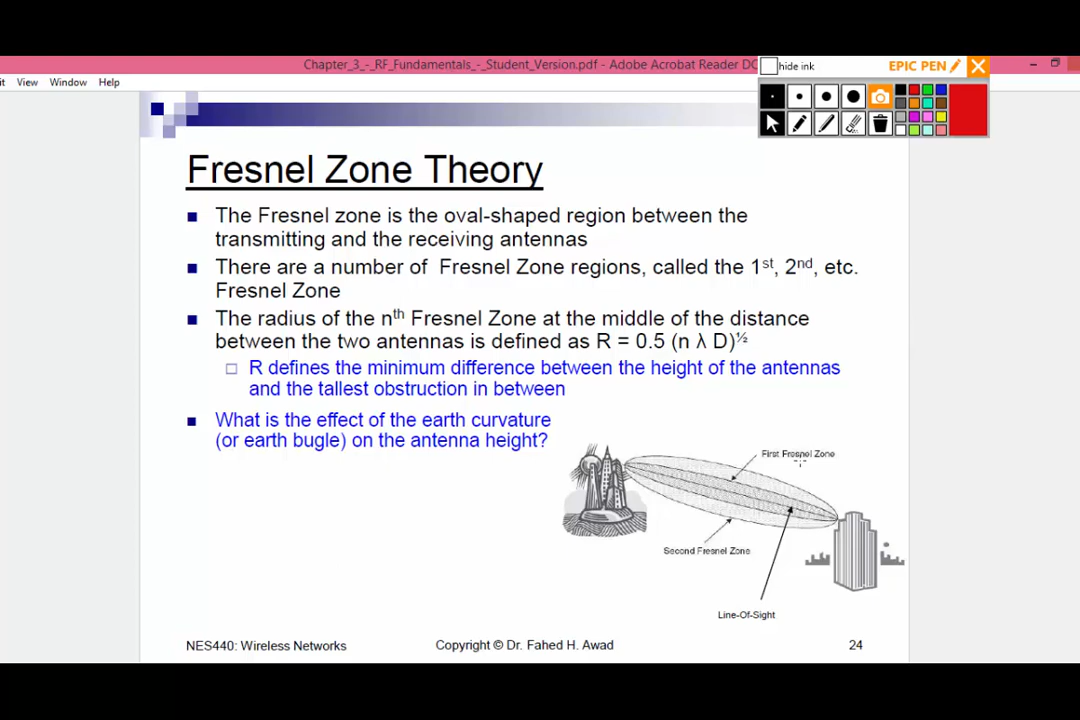 Chapter_3_-_RF_Fundamentals_-_Student_Version.pdf - Adobe Acrobat Reader DC
hide ink
EPIC PEN
it View Window Help
Fresnel Zone Theory
The Fresnel zone is the oval-shaped region between the
transmitting and the receiving antennas
There are a number of Fresnel Zone regions, called the 1st, 2nd, etc.
Fresnel Zone
The radius of the nth Fresnel Zone at the middle of the distance
between the two antennas is defined as R = 0.5 (n λ D)½
R defines the minimum difference between the height of the antennas
and the tallest obstruction in between
What is the effect of the earth curvature
(or earth bugle) on the antenna height?
First Fresnel Zone
Second Fresnel Zone
Line-Of-Sight
NES440: Wireless Networks
Copyright © Dr. Fahed H. Awad
24